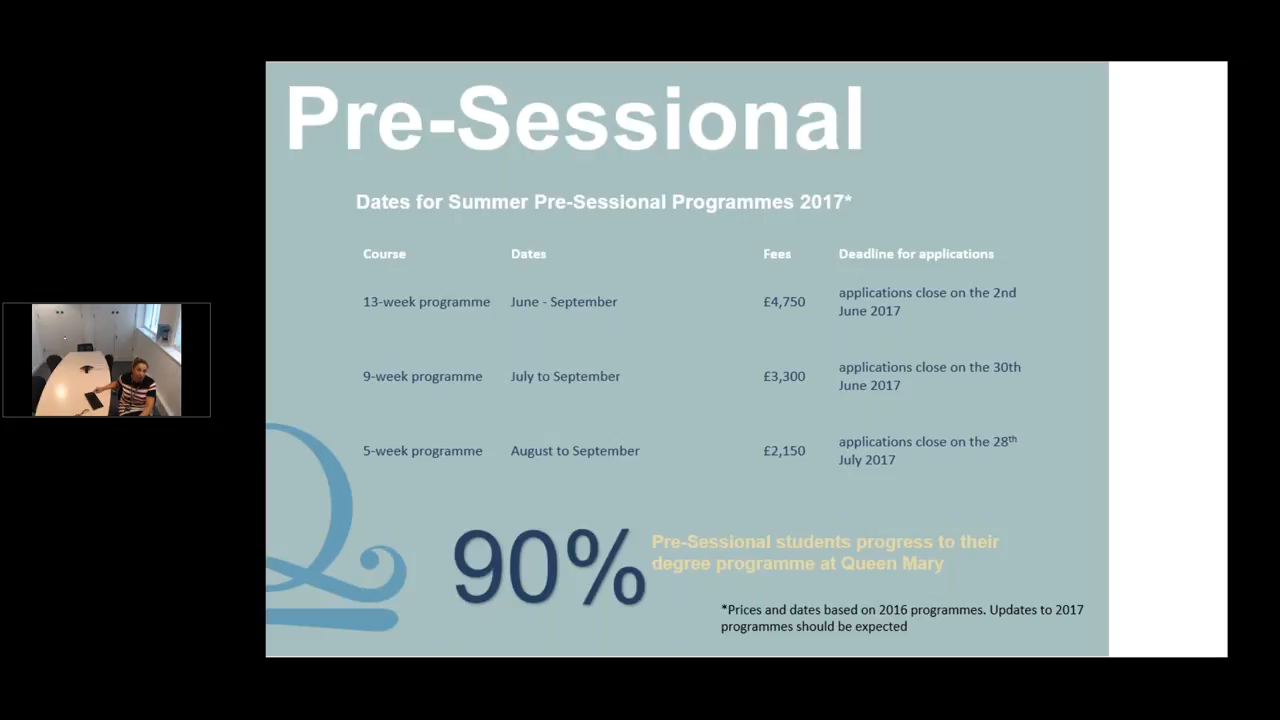 Pre-Sessional
Dates for Summer Pre-Sessional Programmes 2017*
Course Dates Fees Deadline for applications
13-week programme June - September £4,750 applications close on the 2nd
June 2017
9-week programme July to September £3,300 applications close on the 30th
June 2017
5-week programme August to September £2,150 applications close on the 28th
July 2017
90% Pre-Sessional students progress to their
degree programme at Queen Mary
*Prices and dates based on 2016 programmes. Updates to 2017
programmes should be expected